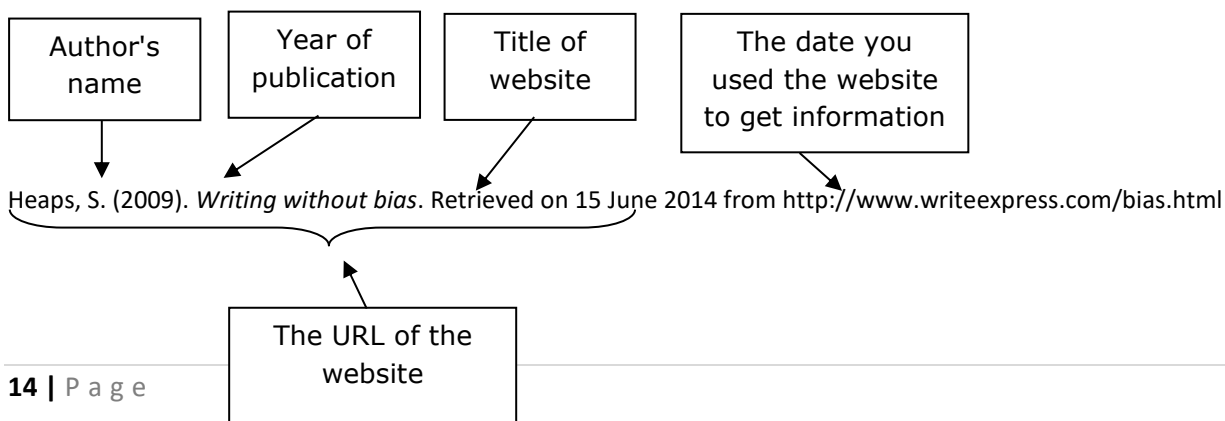 Author's
name
Year of
publication
Title of
website
The date you
used the website
to get information
Heaps, S. (2009). Writing without bias. Retrieved on 15 June 2014 from http://www.writeexpress.com/bias.html
The URL of the
website
14 | P a g e